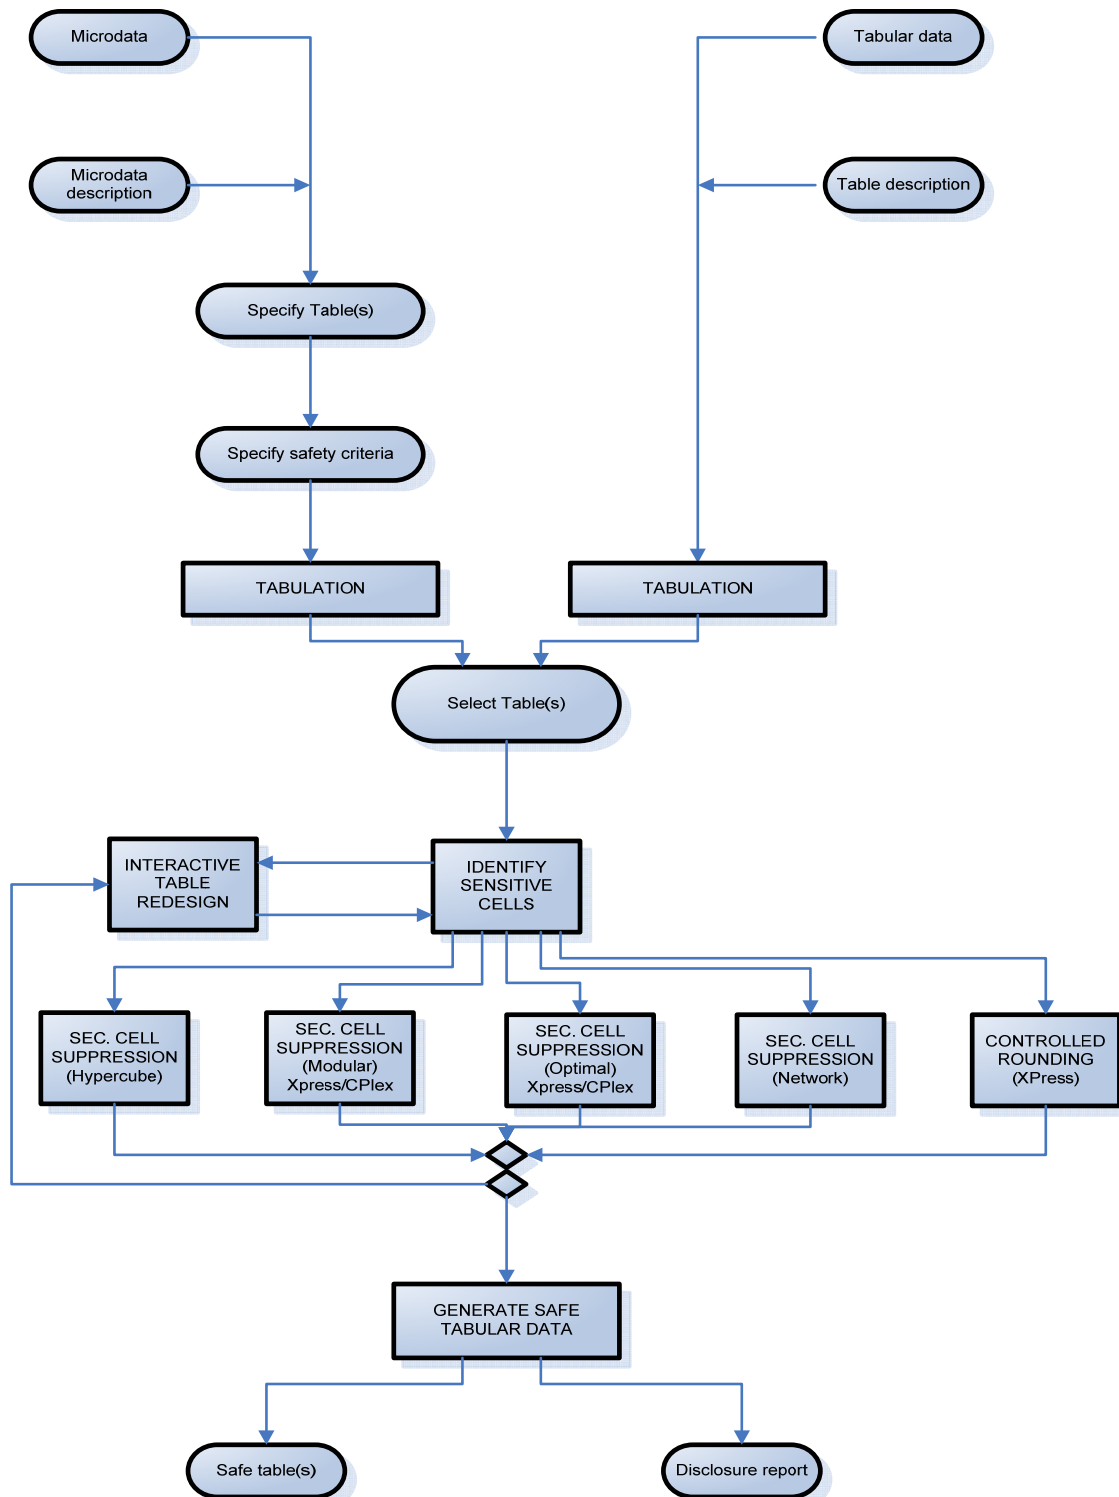 Microdata
Tabular data
Microdata
description
Table description
Specify Table(s)
Specify safety criteria
TABULATION
TABULATION
Select Table(s)
INTERACTIVE
TABLE
REDESIGN
IDENTIFY
SENSITIVE
CELLS
SEC. CELL
SUPPRESSION
(Hypercube)
SEC. CELL
SUPPRESSION
(Modular)
Xpress/CPlex
SEC. CELL
SUPPRESSION
(Optimal)
Xpress/CPlex
SEC. CELL
SUPPRESSION
(Network)
CONTROLLED
ROUNDING
(XPress)
GENERATE SAFE
TABULAR DATA
Safe table(s)
Disclosure report